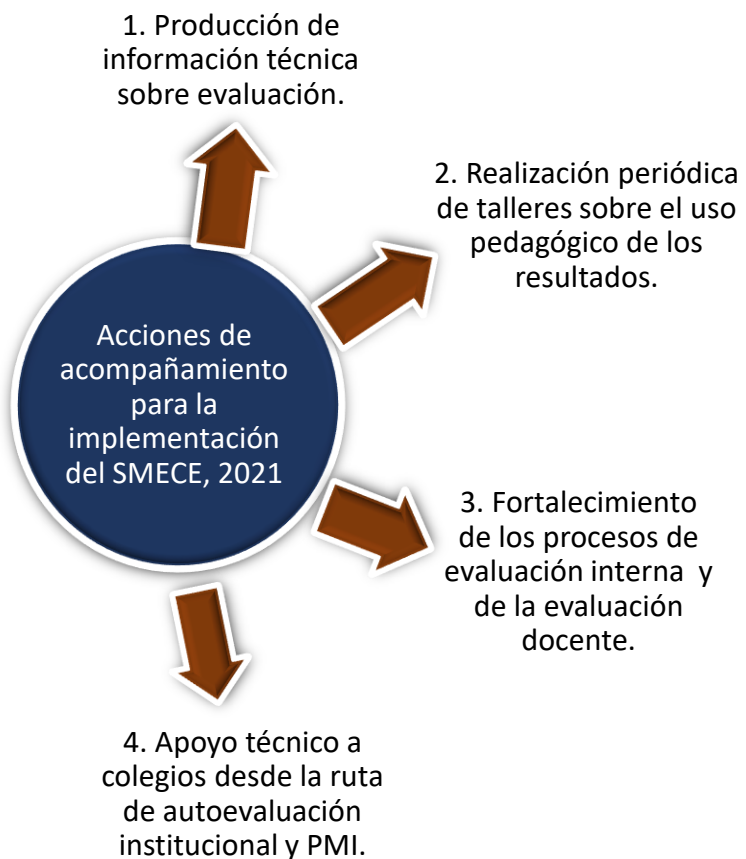 1. Producción de
información técnica
sobre evaluación.
2. Realización periódica
de talleres sobre el uso
pedagógico de los
resultados.
Acciones de
acompañamiento
para la
implementación
del SMECE, 2021
3. Fortalecimiento
de los procesos de
evaluación interna y
de la evaluación
docente.
4. Apoyo técnico a
colegios desde la ruta
de autoevaluación
institucional y PMI.